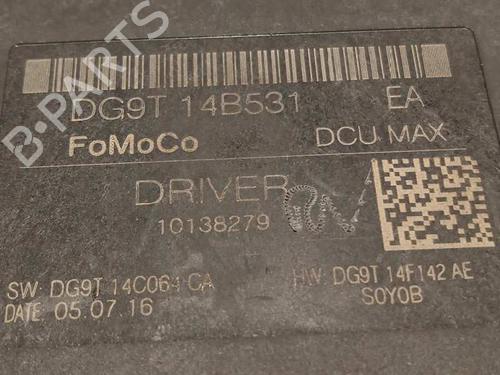 B-PARTS
DG9T 14B531 EA
FoMoCo DCU MAX
DRIVER
10138279
SW: DG9T 14C064 CA HW: DG9T 14F142 AE
DATE: 05.07.16 S0Y0B